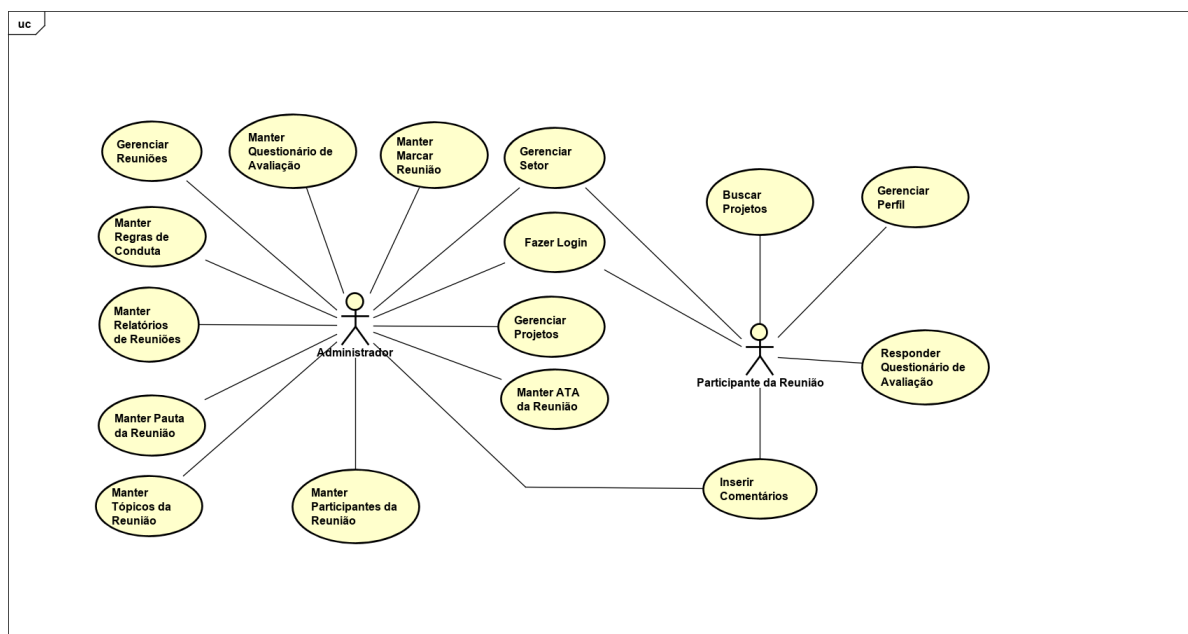 uc
Gerenciar
Reuniões
Manter
Questionário de
Avaliação
Manter
Marcar
Reunião
Gerenciar
Setor
Buscar
Projetos
Gerenciar
Perfil
Manter
Regras de
Conduta
Fazer Login
Manter
Relatórios
de Reuniões
Gerenciar
Projetos
Administrador
Participante da Reunião
Responder
Questionário de
Avaliação
Manter Pauta
da Reunião
Manter ATA
da Reunião
Manter
Tópicos da
Reunião
Manter
Participantes da
Reunião
Inserir
Comentários